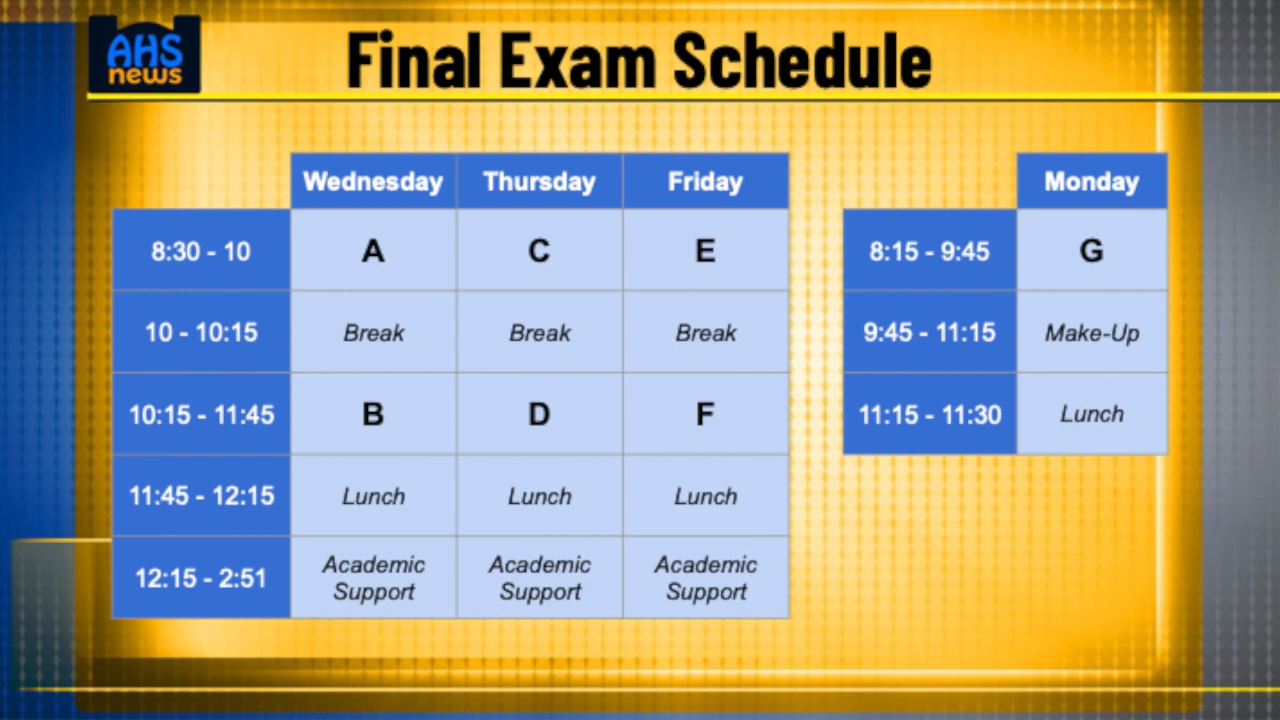 AHS
news
Final Exam Schedule
Wednesday Thursday Friday
8:30 - 10 A C E
10 - 10:15 Break Break Break
10:15 - 11:45 B D F
11:45 - 12:15 Lunch Lunch Lunch
12:15 - 2:51 Academic Support Academic Support Academic Support
Monday
8:15 - 9:45 G
9:45 - 11:15 Make-Up
11:15 - 11:30 Lunch